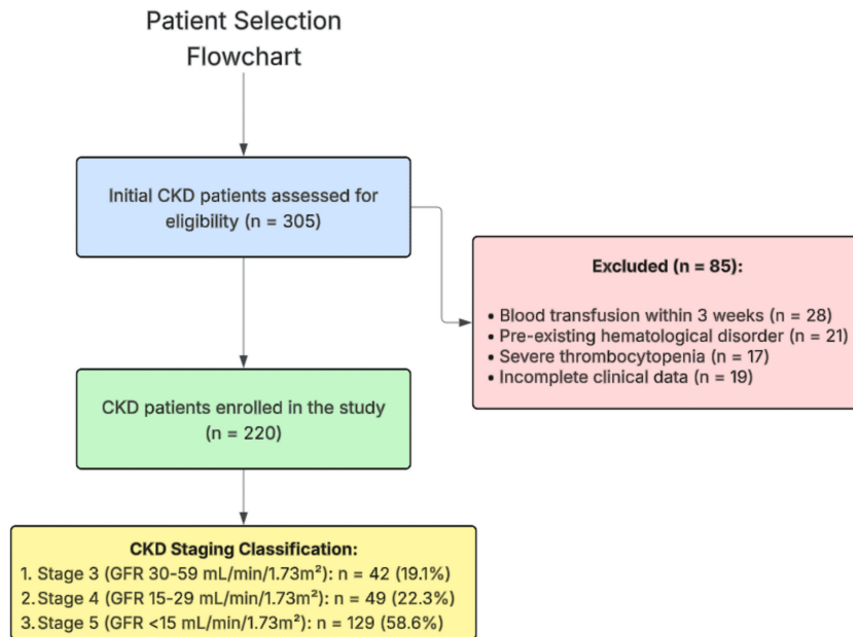 Patient Selection
Flowchart
Initial CKD patients assessed for
eligibility (n = 305)
Excluded (n = 85):
• Blood transfusion within 3 weeks (n = 28)
• Pre-existing hematological disorder (n = 21)
• Severe thrombocytopenia (n = 17)
• Incomplete clinical data (n = 19)
CKD patients enrolled in the study
(n = 220)
CKD Staging Classification:
1. Stage 3 (GFR 30-59 mL/min/1.73m²): n = 42 (19.1%)
2. Stage 4 (GFR 15-29 mL/min/1.73m²): n = 49 (22.3%)
3. Stage 5 (GFR <15 mL/min/1.73m²): n = 129 (58.6%)